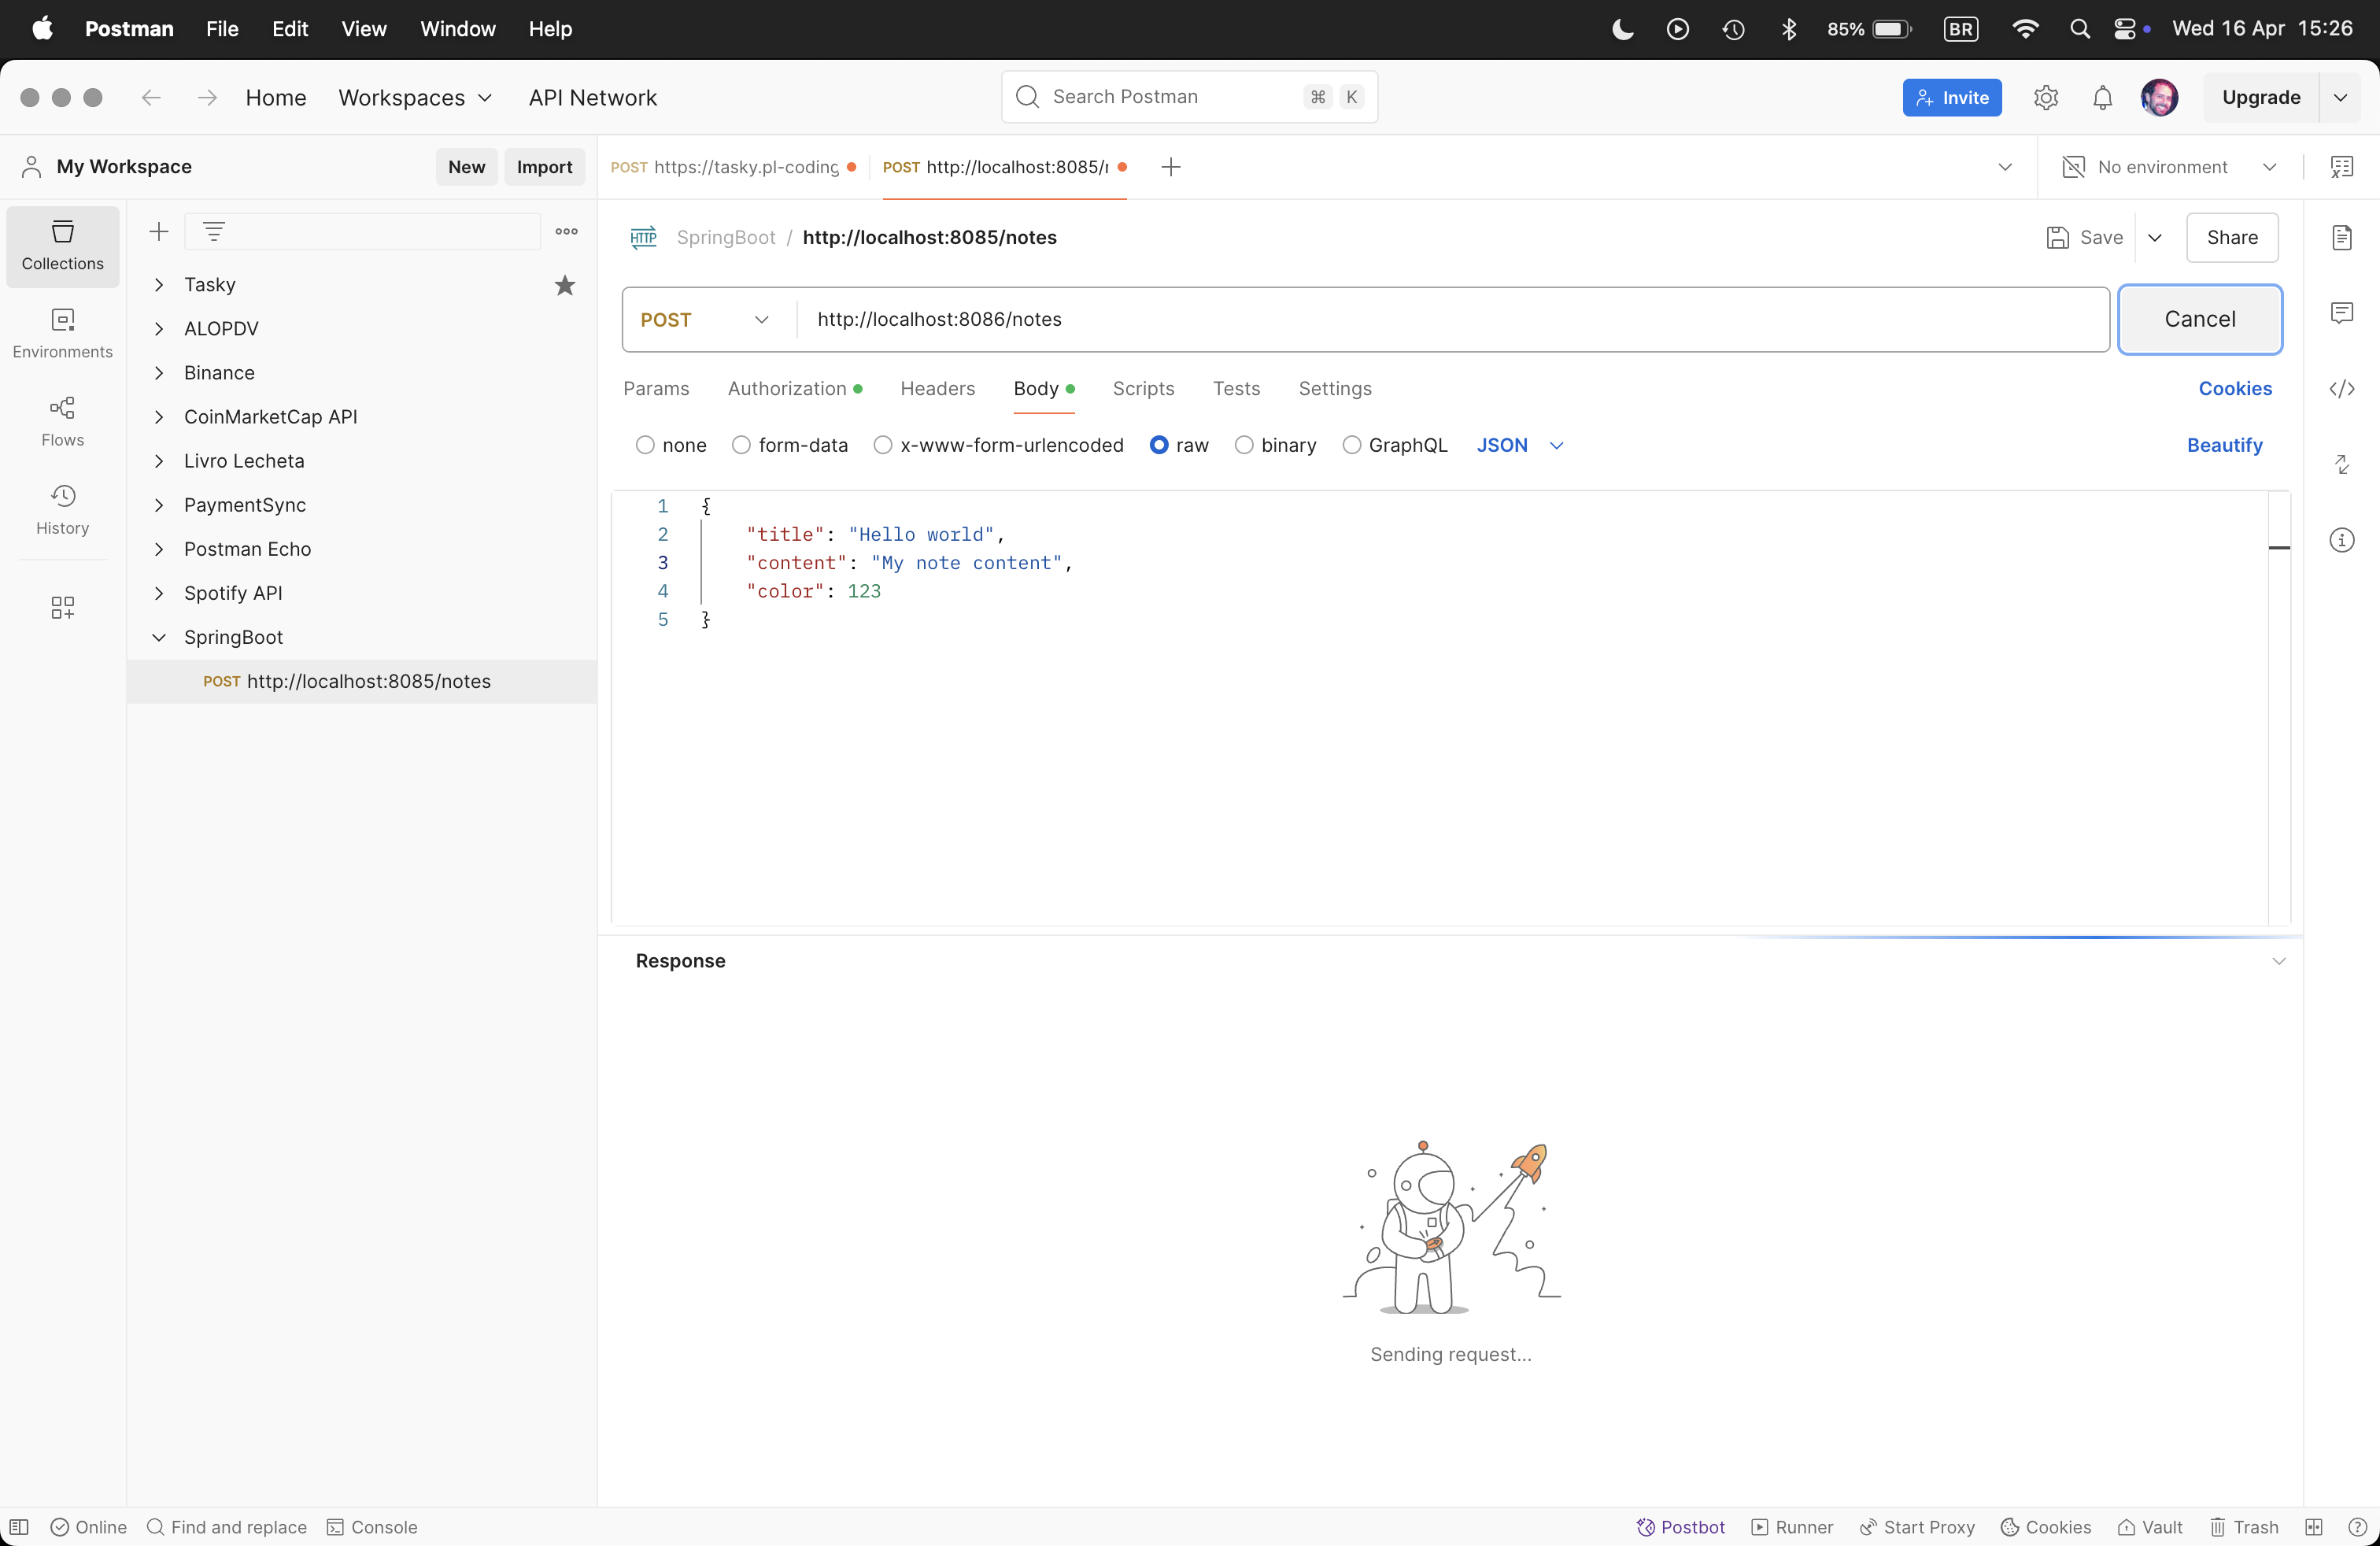 Postman File Edit View Window Help 85% BR Wed 16 Apr 15:26
Home Workspaces API Network Search Postman ⌘ K Invite Upgrade
My Workspace New Import POST https://tasky.pl-coding POST http://localhost:8085/ No environment
Collections
Environments
Flows
History
Tasky
ALOPDV
Binance
CoinMarketCap API
Livro Lecheta
PaymentSync
Postman Echo
Spotify API
SpringBoot
POST http://localhost:8085/notes
HTTP SpringBoot / http://localhost:8085/notes Save Share
POST http://localhost:8086/notes Cancel
Params Authorization Headers Body Scripts Tests Settings Cookies
none form-data x-www-form-urlencoded raw binary GraphQL JSON Beautify
1 {
2 "title": "Hello world",
3 "content": "My note content",
4 "color": 123
5 }
Response
Sending request...
Online Find and replace Console Postbot Runner Start Proxy Cookies Vault Trash